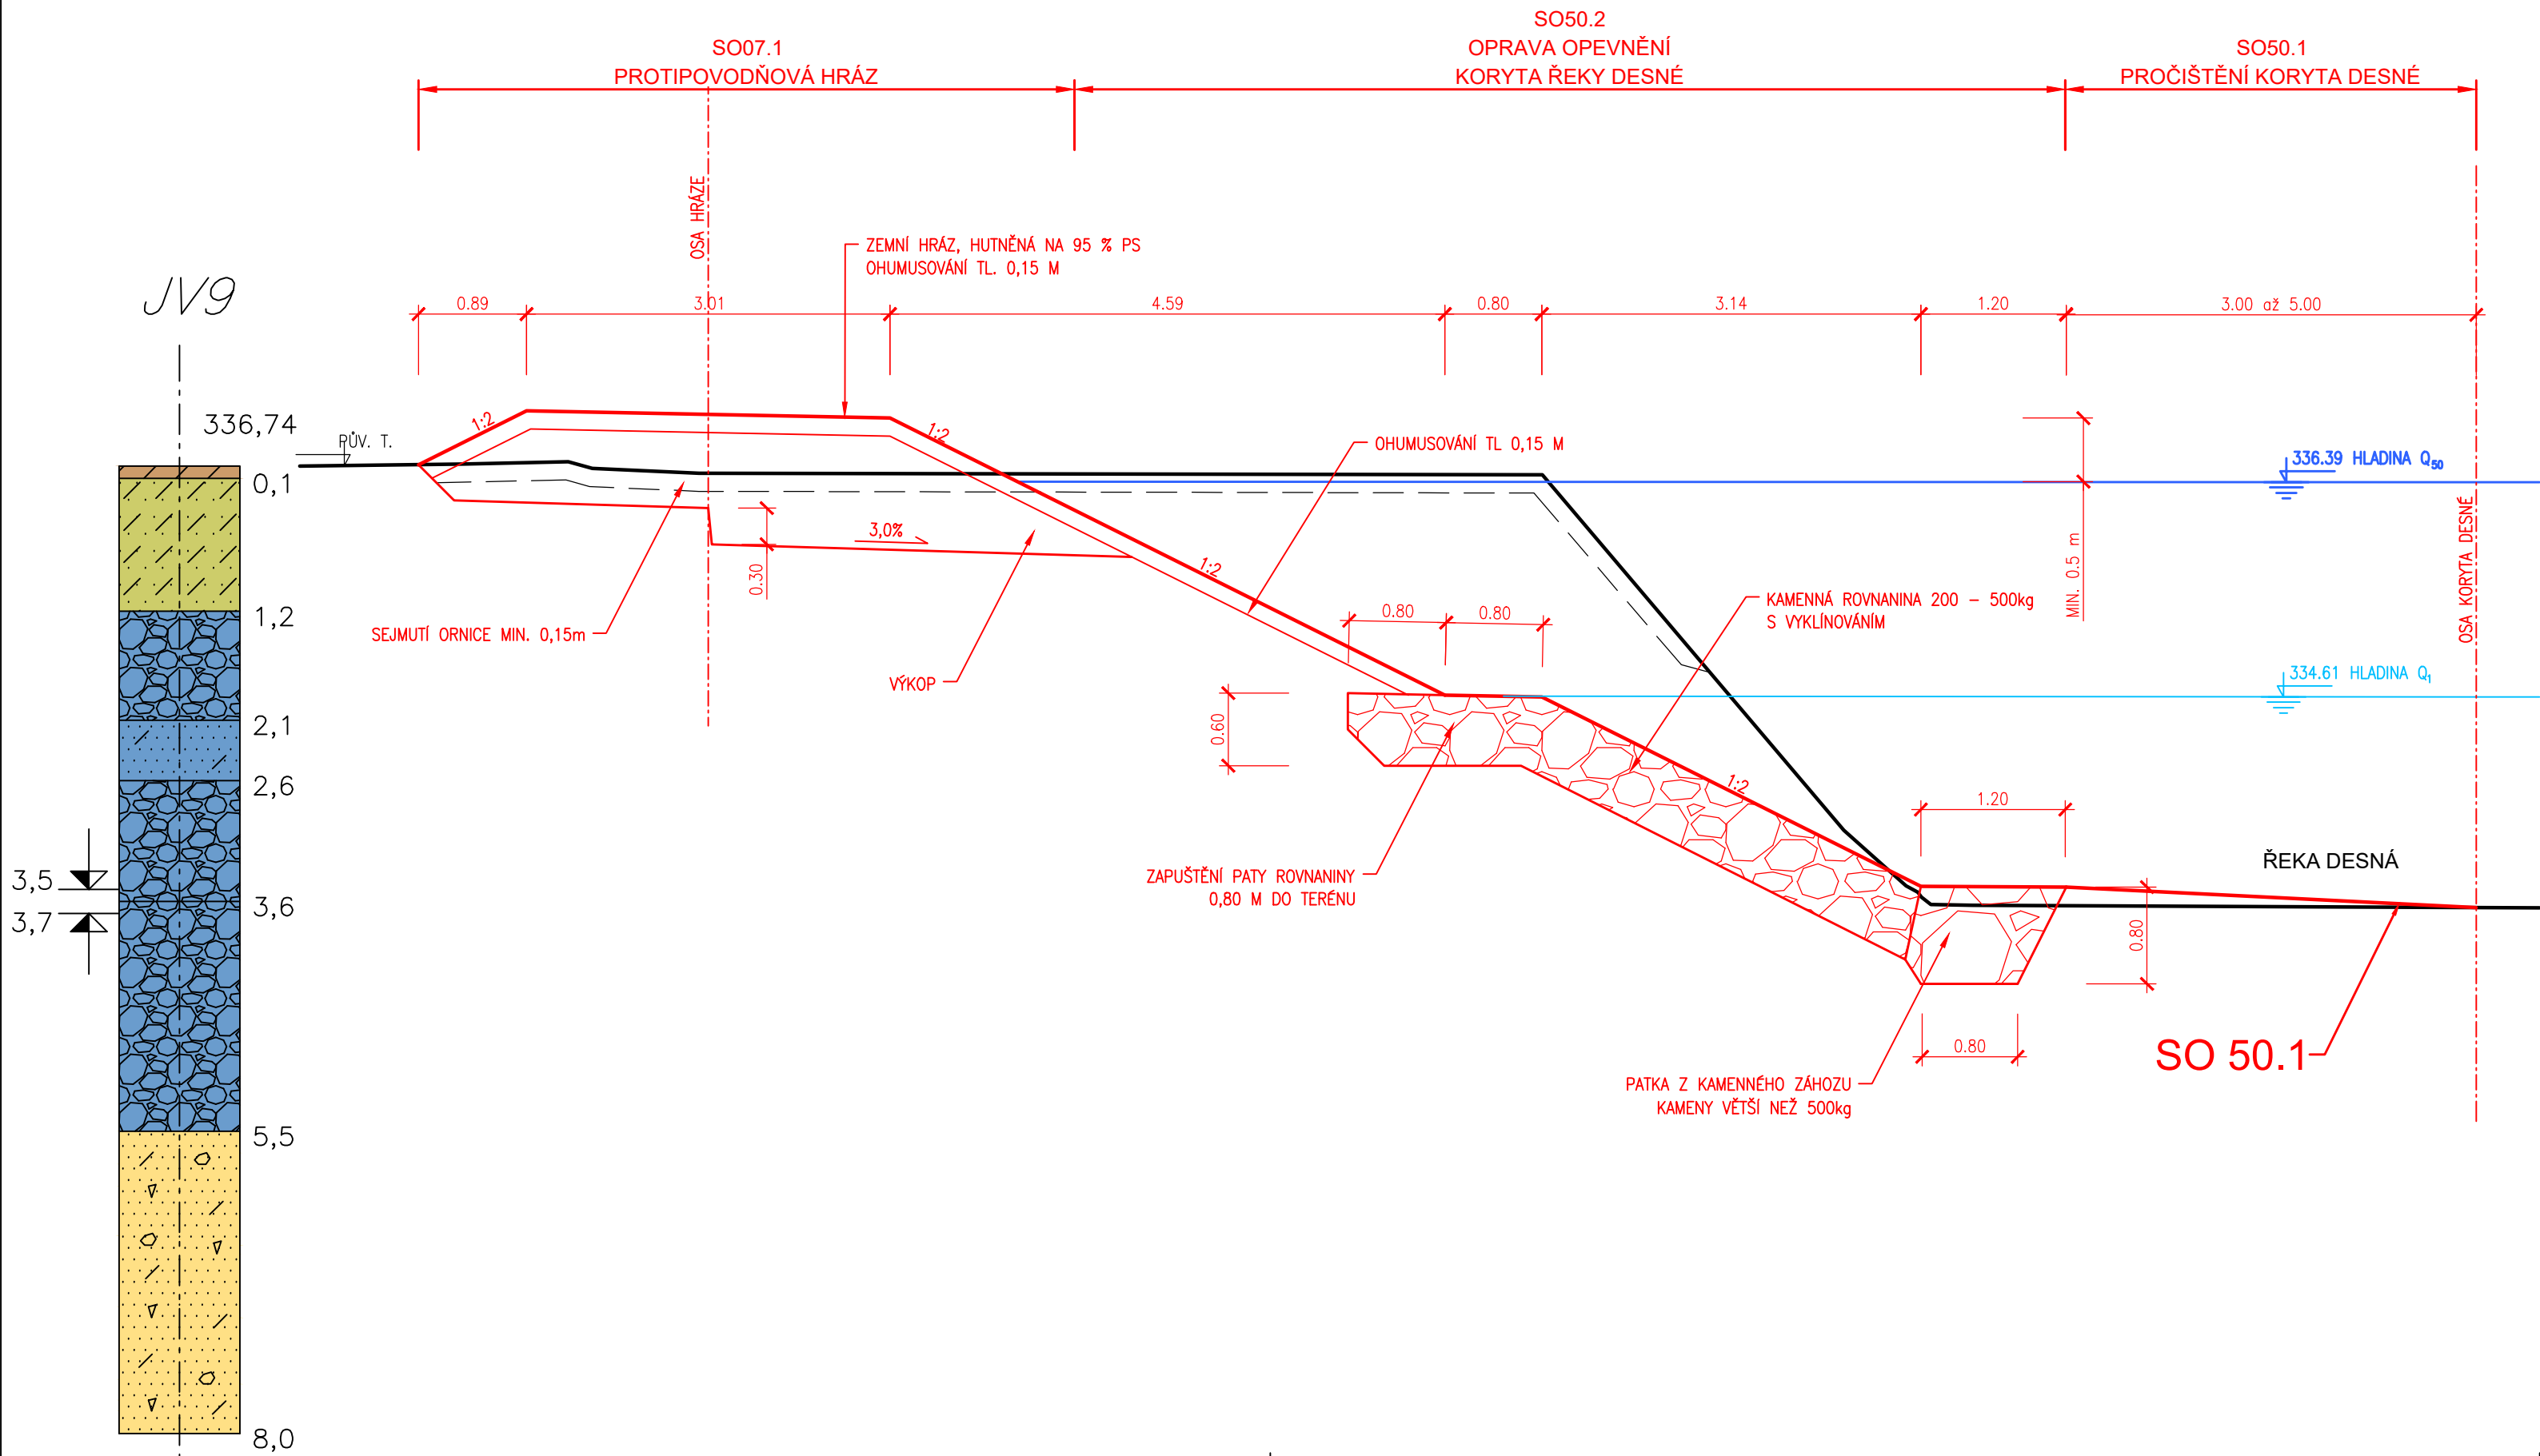 SO07.1
PROTIPOVODŇOVÁ HRÁZ
SO50.2
OPRAVA OPEVNĚNÍ
KORYTA ŘEKY DESNÉ
SO50.1
PROČIŠTĚNÍ KORYTA DESNÉ
OSA HRÁZE
ZEMNÍ HRÁZ, HUTNĚNÁ NA 95 % PS
OHUMUSOVÁNÍ TL. 0,15 M
JV9
0.89
3.01
4.59
0.80
3.14
1.20
3.00 až 5.00
336,74
PŮV. T.
1:2
1:2
OHUMUSOVÁNÍ TL 0,15 M
336.39 HLADINA Q50
0,1
3,0%
0.30
1:2
MIN. 0.5 m
OSA KORYTA DESNÉ
1,2
SEJMUTÍ ORNICE MIN. 0,15m
VÝKOP
0.80
0.80
KAMENNÁ ROVNANINA 200 - 500kg
S VYKLÍNOVÁNÍM
334.61 HLADINA Q1
2,1
0.60
2,6
1:2
1.20
3,5
3,6
3,7
ZAPUŠTĚNÍ PATY ROVNANINY
0,80 M DO TERÉNU
ŘEKA DESNÁ
0.80
0.80
SO 50.1
PATKA Z KAMENNÉHO ZÁHOZU
KAMENY VĚTŠÍ NEŽ 500kg
5,5
8,0